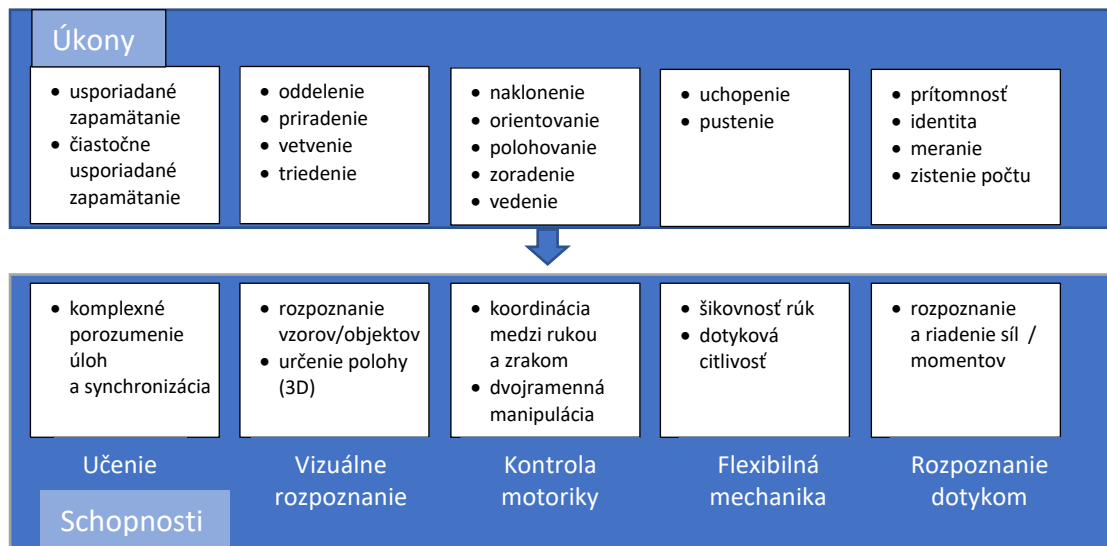 Úkony
• usporiadané
zapamätanie
• čiastočne
usporiadané
zapamätanie
• oddelenie
• priradenie
• vetvenie
• triedenie
• naklonenie
• orientovanie
• polohovanie
• zoradenie
• vedenie
• uchopenie
• pustenie
• prítomnosť
• identita
• meranie
• zistenie počtu
• komplexné
porozumenie
úloh
a synchronizácia
• rozpoznanie
vzorov/objektov
• určenie polohy
(3D)
• koordinácia
medzi rukou
a zrakom
• dvojramenná
manipulácia
• šikovnosť rúk
• dotyková
citlivosť
• rozpoznanie
a riadenie síl /
momentov
Učenie
Vizuálne
rozpoznanie
Kontrola
motoriky
Flexibilná
mechanika
Rozpoznanie
dotykom
Schopnosti